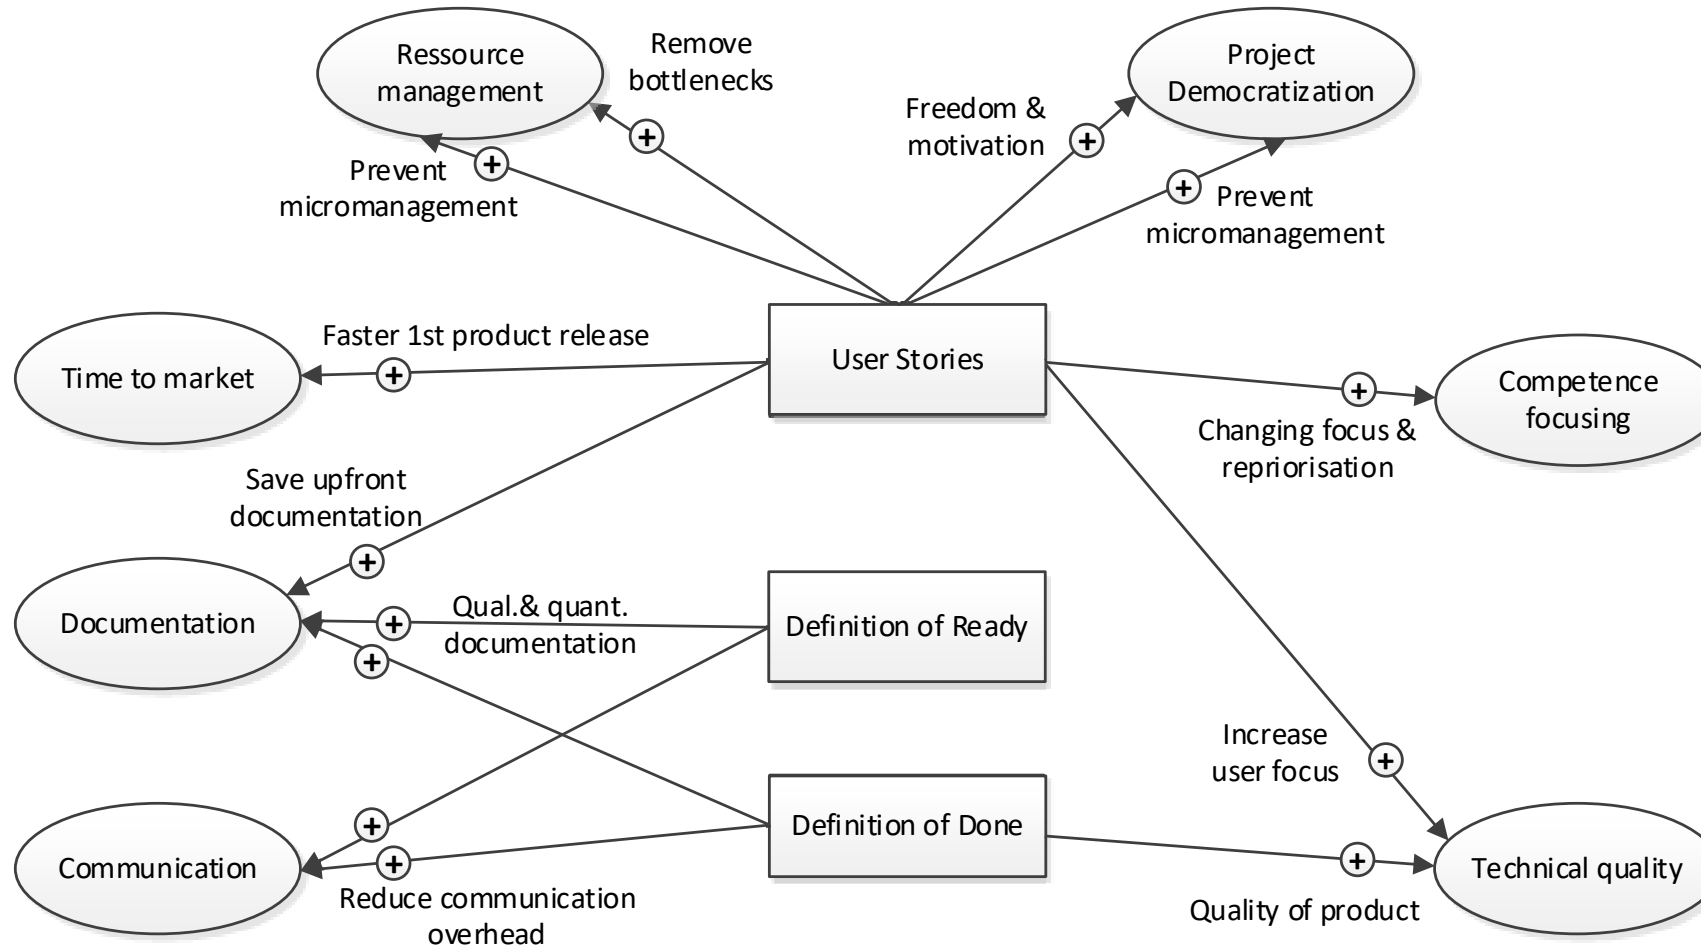 Ressource
management
Remove
bottlenecks
Project
Democratization
Freedom &
motivation
+
+
+
+
Prevent
micromanagement
Prevent
micromanagement
Faster 1st product release
User Stories
Time to market
+
+
Competence
focusing
Changing focus &
repriorisation
Save upfront
documentation
+
Documentation
+
Qual.& quant.
documentation
Definition of Ready
+
Increase
user focus
+
+
Definition of Done
Communication
+
+
Technical quality
Reduce communication
overhead
Quality of product